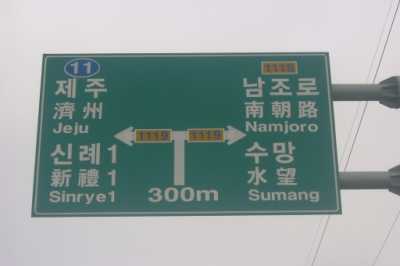 11
제주
濟州
Jeju
신례1
新禮1
Sinrye1
1119
1119
300m
1118
남조로
南朝路
Namjoro
수망
水望
Sumang